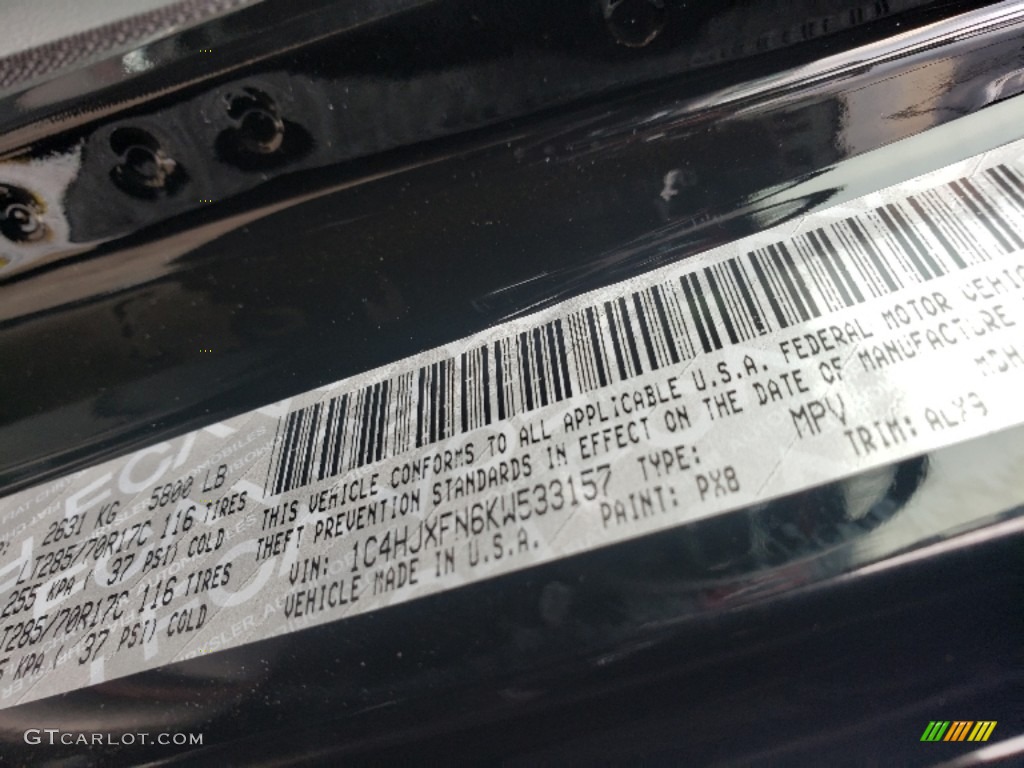 2631 KG 5800 LB
LT285/70R17C 116 TIRES
255 KPA / 37 PSI COLD
LT285/70R17C 116 TIRES
KPA / 37 PSI COLD
THIS VEHICLE CONFORMS TO ALL APPLICABLE U.S.A. FEDERAL MOTOR
THEFT PREVENTION STANDARDS IN EFFECT ON THE DATE OF MANUFACTURE
VIN: 1C4HJXFN6KW533157 TYPE: MPV MDH
VEHICLE MADE IN U.S.A. PAINT: PX8 TRIM: ALX9
GTCARLOT.COM